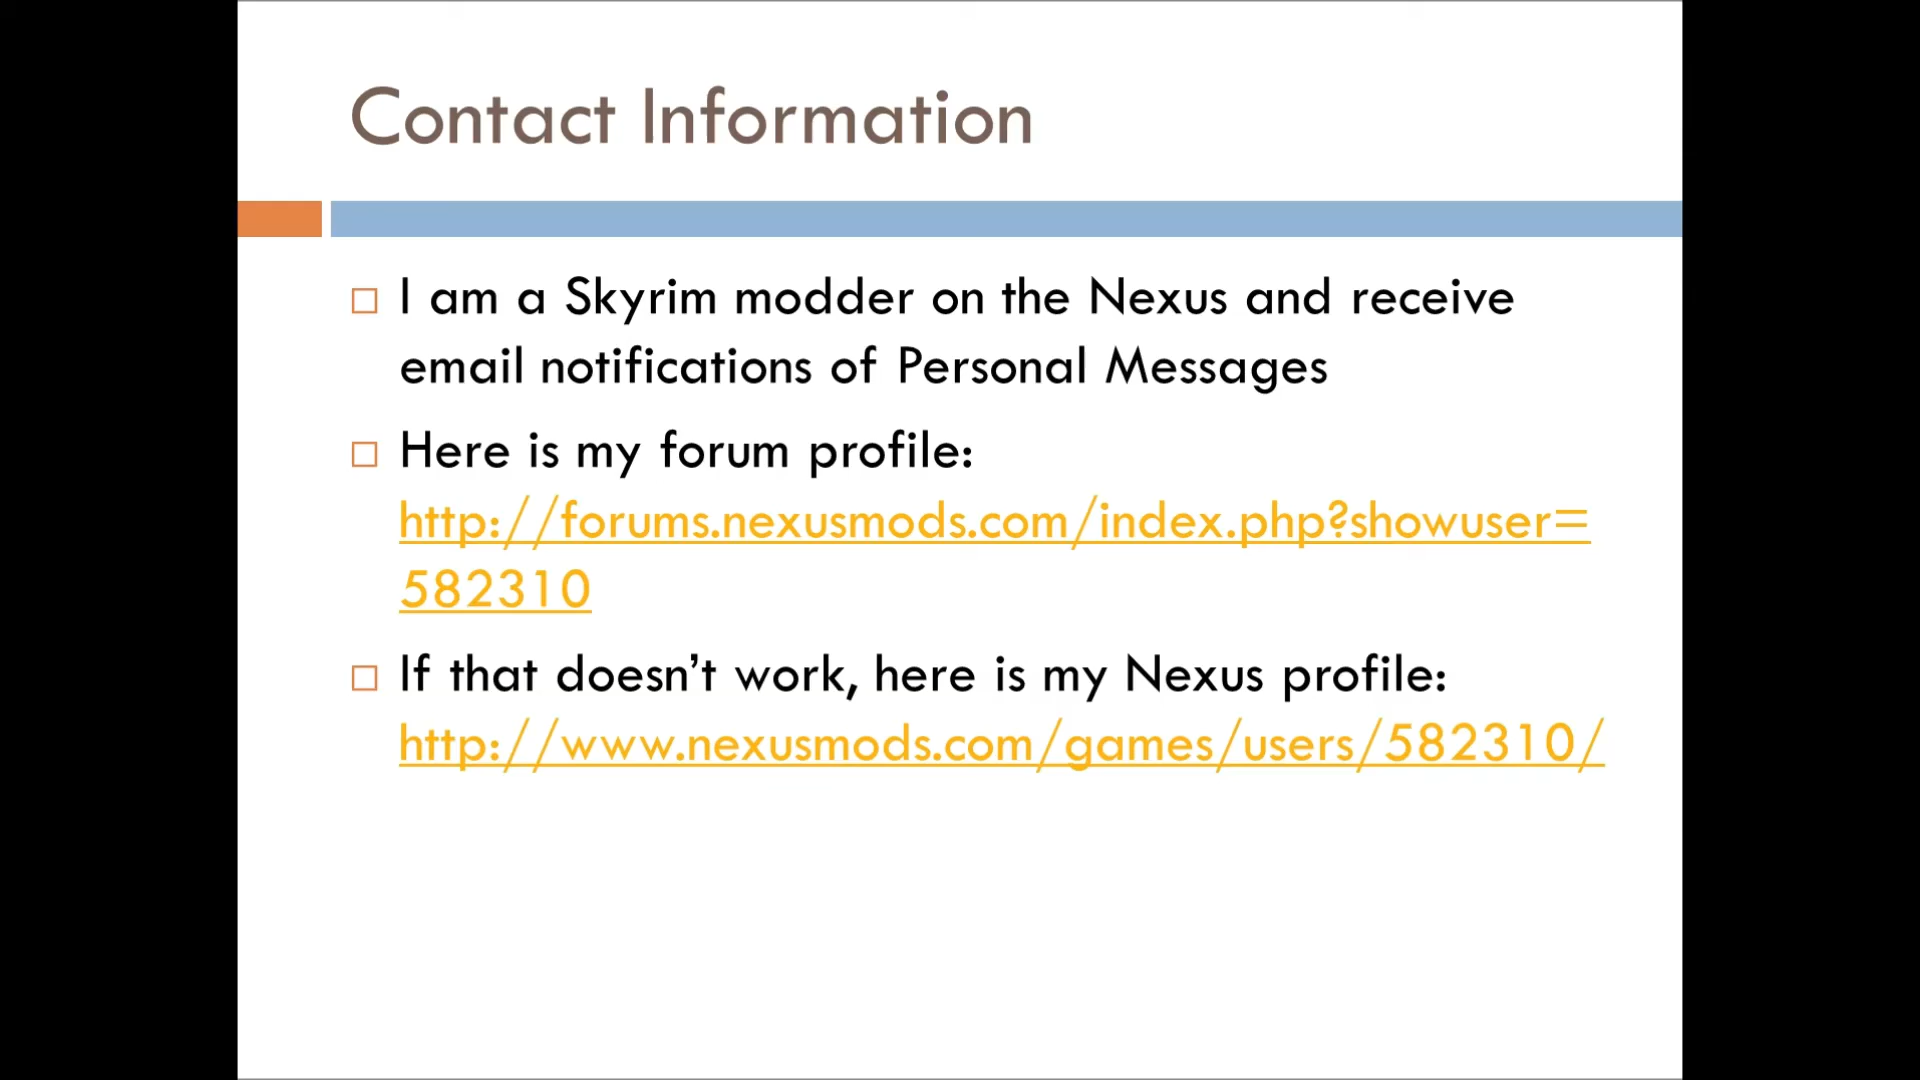 Contact Information
I am a Skyrim modder on the Nexus and receive
email notifications of Personal Messages
Here is my forum profile:
http://forums.nexusmods.com/index.php?showuser=
582310
If that doesn’t work, here is my Nexus profile:
http://www.nexusmods.com/games/users/582310/